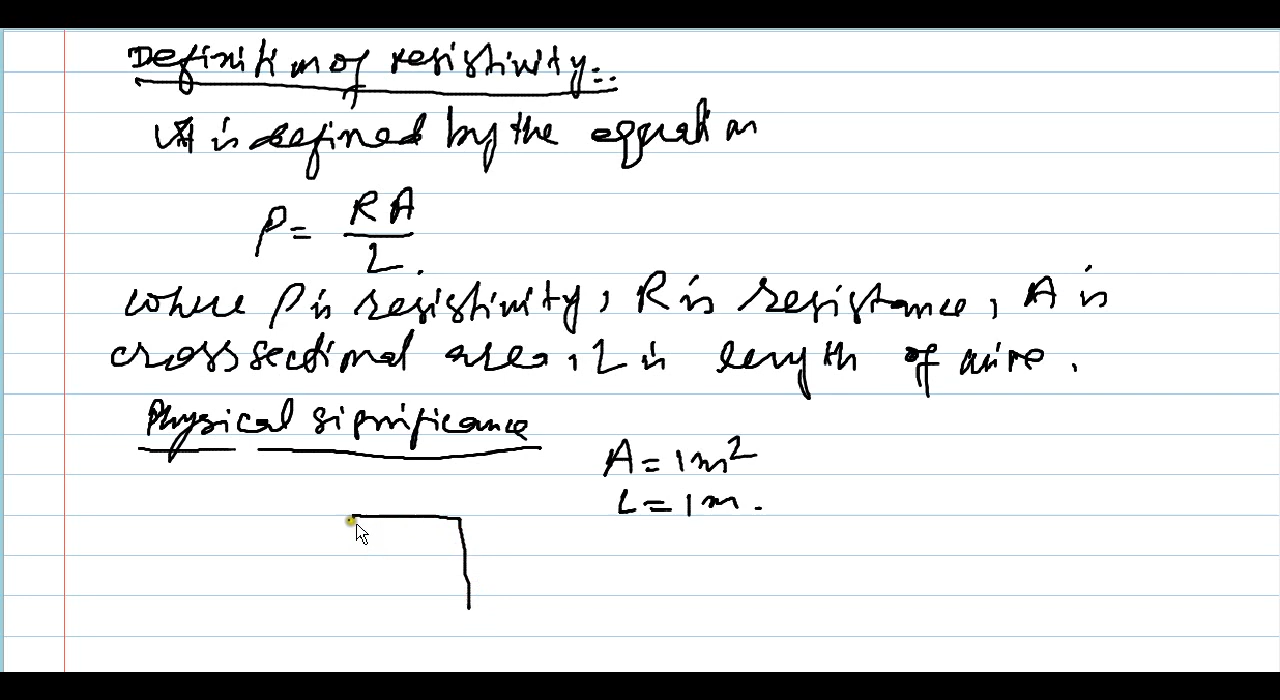 Definition of resistivity:-
It is defined by the equation
ρ = RA/L.
where ρ is resistivity, R is resistance, A is
cross sectional area, L is length of wire.
Physical significance
A = 1m²
L = 1m.